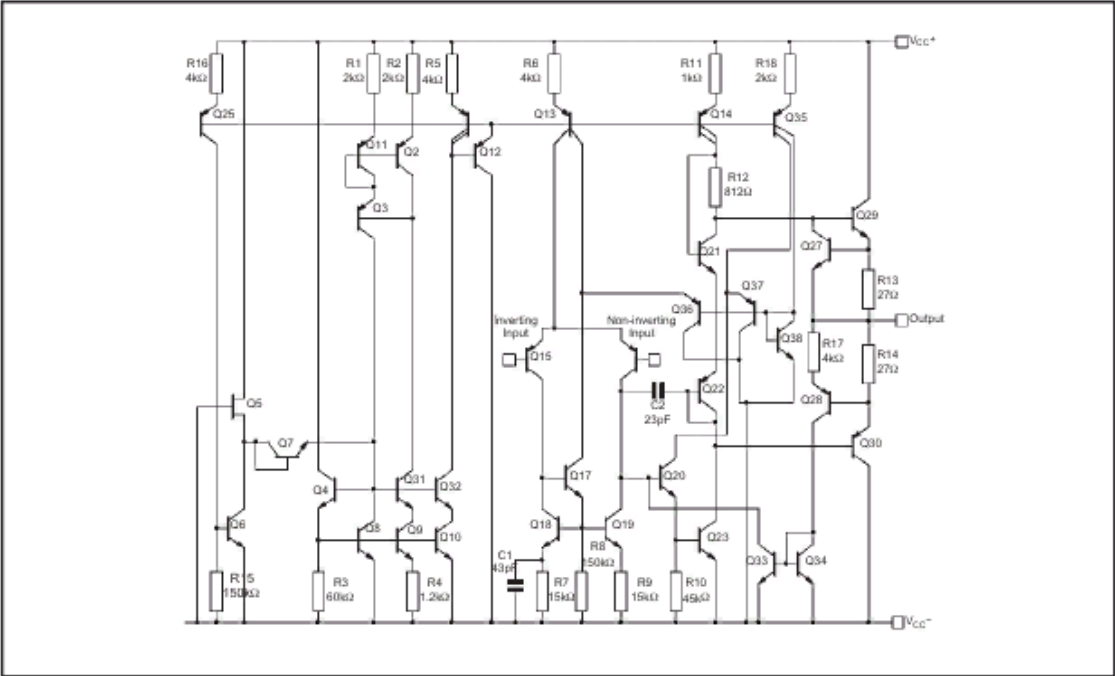 V_CC+
R16
4kΩ
R1
2kΩ
R2
2kΩ
R5
4kΩ
R6
4kΩ
R11
1kΩ
R18
2kΩ
Q25
Q13
Q14
Q35
Q11
Q2
Q12
R12
812Ω
Q3
Q29
Q27
Q21
R13
27Ω
Q37
Q36
Inverting
Input
Non-inverting
Input
Output
Q38
R17
4kΩ
R14
27Ω
Q15
Q22
C2
23pF
Q28
Q5
Q7
Q30
Q4
Q31
Q32
Q17
Q20
Q6
Q8
Q9
Q10
Q18
Q19
Q23
C1
43pF
R8
150kΩ
Q33
Q34
R15
150kΩ
R3
60kΩ
R4
1.2kΩ
R7
15kΩ
R9
15kΩ
R10
45kΩ
V_CC−